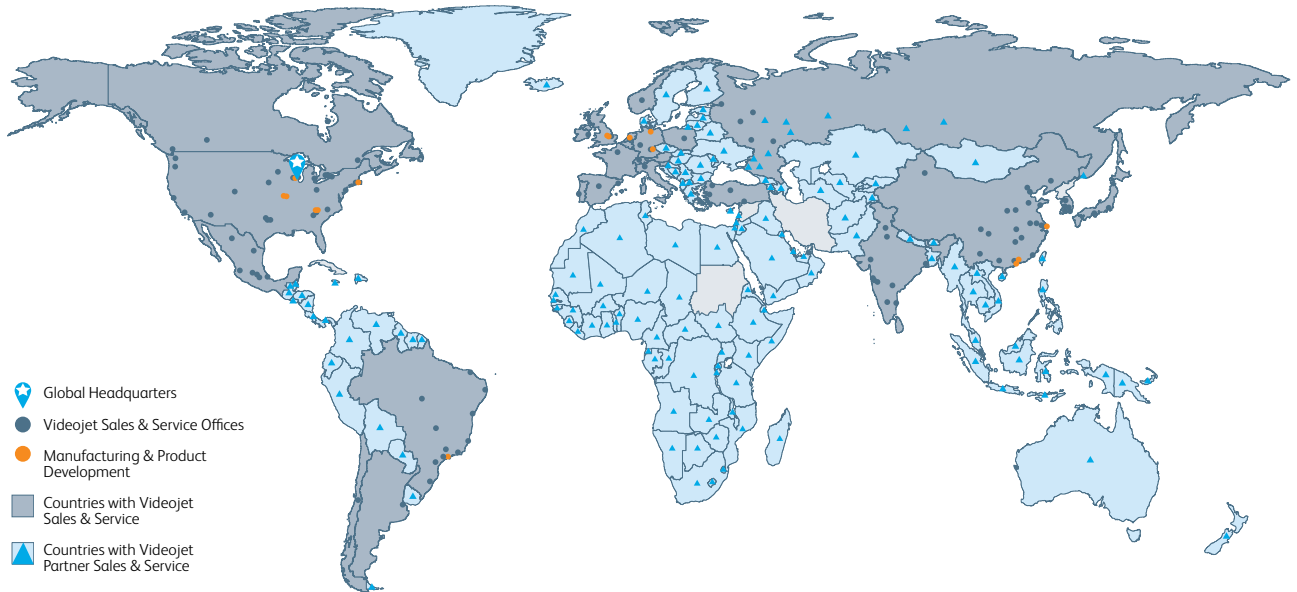 Global Headquarters
Videojet Sales & Service Offices
Manufacturing & Product
Development
Countries with Videojet
Sales & Service
Countries with Videojet
Partner Sales & Service